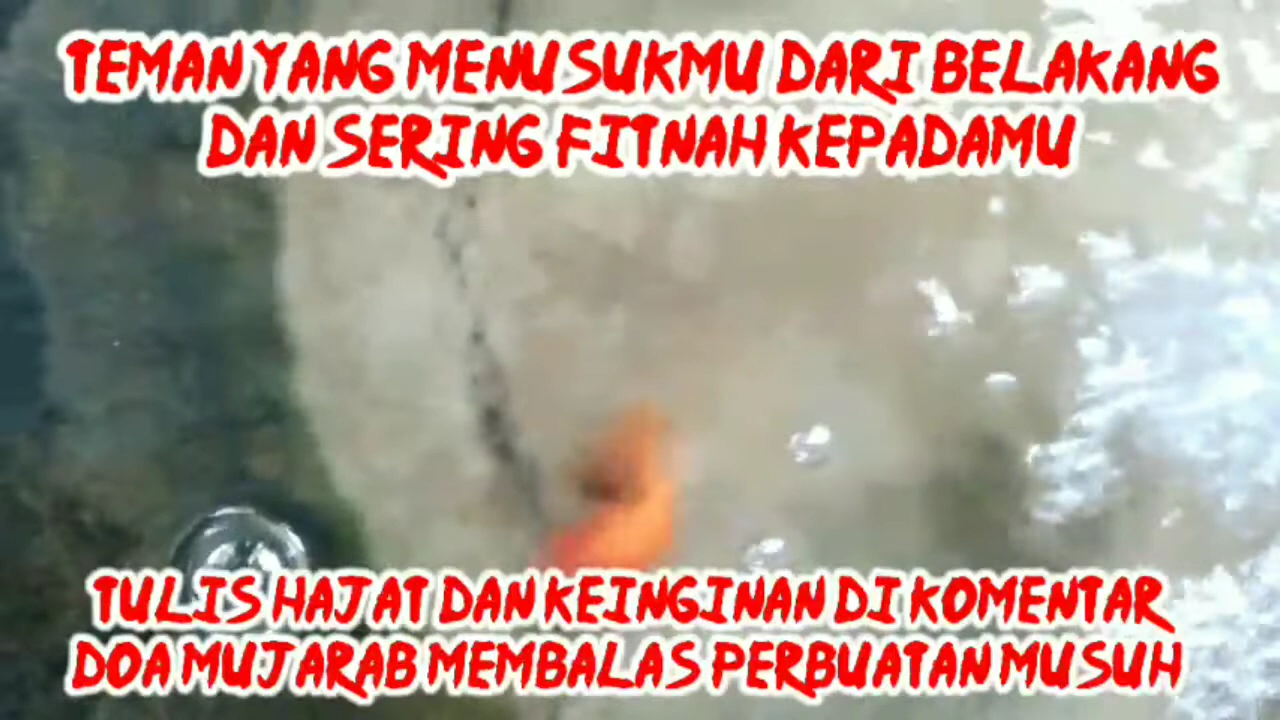 TEMAN YANG MENUSUKMU DARI BELAKANG
DAN SERING FITNAH KEPADAMU
TULIS HAJAT DAN KEINGINAN DI KOMENTAR
DOA MUJARAB MEMBALAS PERBUATAN MUSUH